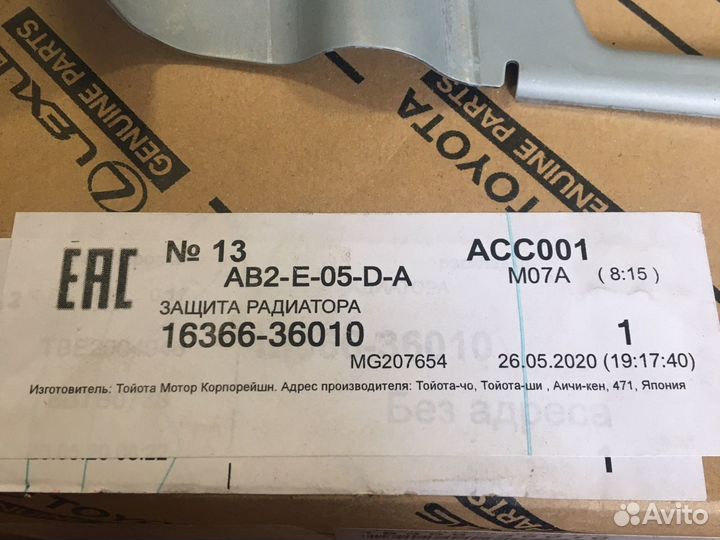 LEXUS
GENUINE PARTS
TOYOTA
GENUINE PARTS
EAC № 13 ACC001
AB2-E-05-D-A M07A (8:15)
ЗАЩИТА РАДИАТОРА
16366-36010 1
MG207654 26.05.2020 (19:17:40)
Изготовитель: Тойота Мотор Корпорейшн. Адрес производителя: Тойота-чо, Тойота-ши , Аичи-кен, 471, Япония
Без адреса
1
Avito